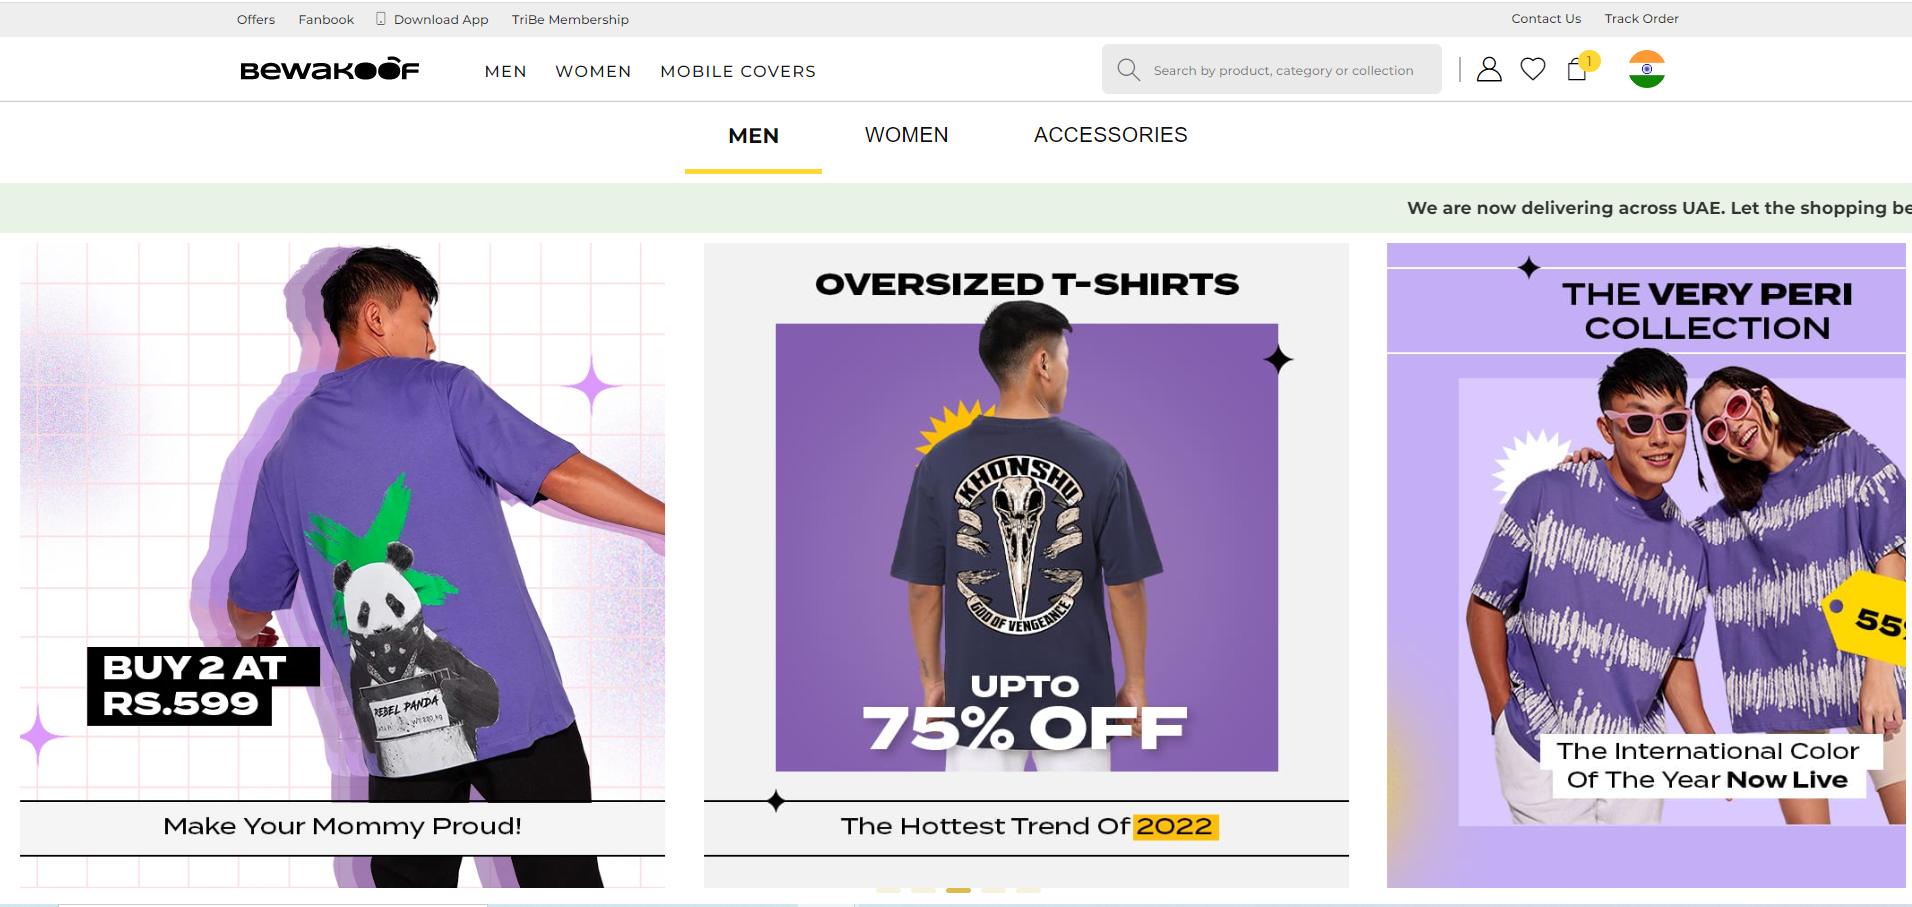 Offers Fanbook Download App TriBe Membership Contact Us Track Order
BEWAKOOF MEN WOMEN MOBILE COVERS Search by product, category or collection 1
MEN WOMEN ACCESSORIES
We are now delivering across UAE. Let the shopping be
BUY 2 AT
RS.599
REBEL PANDA
Make Your Mommy Proud!
OVERSIZED T-SHIRTS
KHONSHU
GOD OF VENGEANCE
UPTO
75% OFF
The Hottest Trend Of 2022
THE VERY PERI
COLLECTION
55%
The International Color
Of The Year Now Live